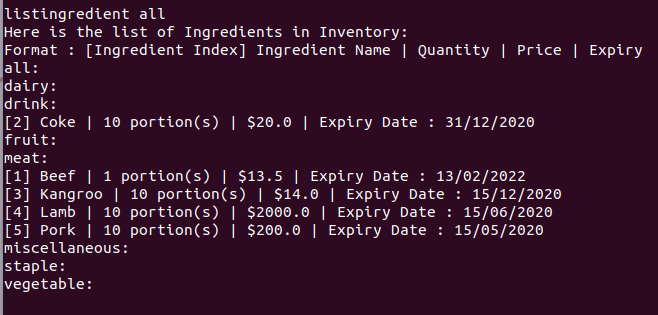 listingredient all
Here is the list of Ingredients in Inventory:
Format : [Ingredient Index] Ingredient Name | Quantity | Price | Expiry
all:
dairy:
drink:
[2] Coke | 10 portion(s) | $20.0 | Expiry Date : 31/12/2020
fruit:
meat:
[1] Beef | 1 portion(s) | $13.5 | Expiry Date : 13/02/2022
[3] Kangroo | 10 portion(s) | $14.0 | Expiry Date : 15/12/2020
[4] Lamb | 10 portion(s) | $2000.0 | Expiry Date : 15/06/2020
[5] Pork | 10 portion(s) | $200.0 | Expiry Date : 15/05/2020
miscellaneous:
staple:
vegetable: